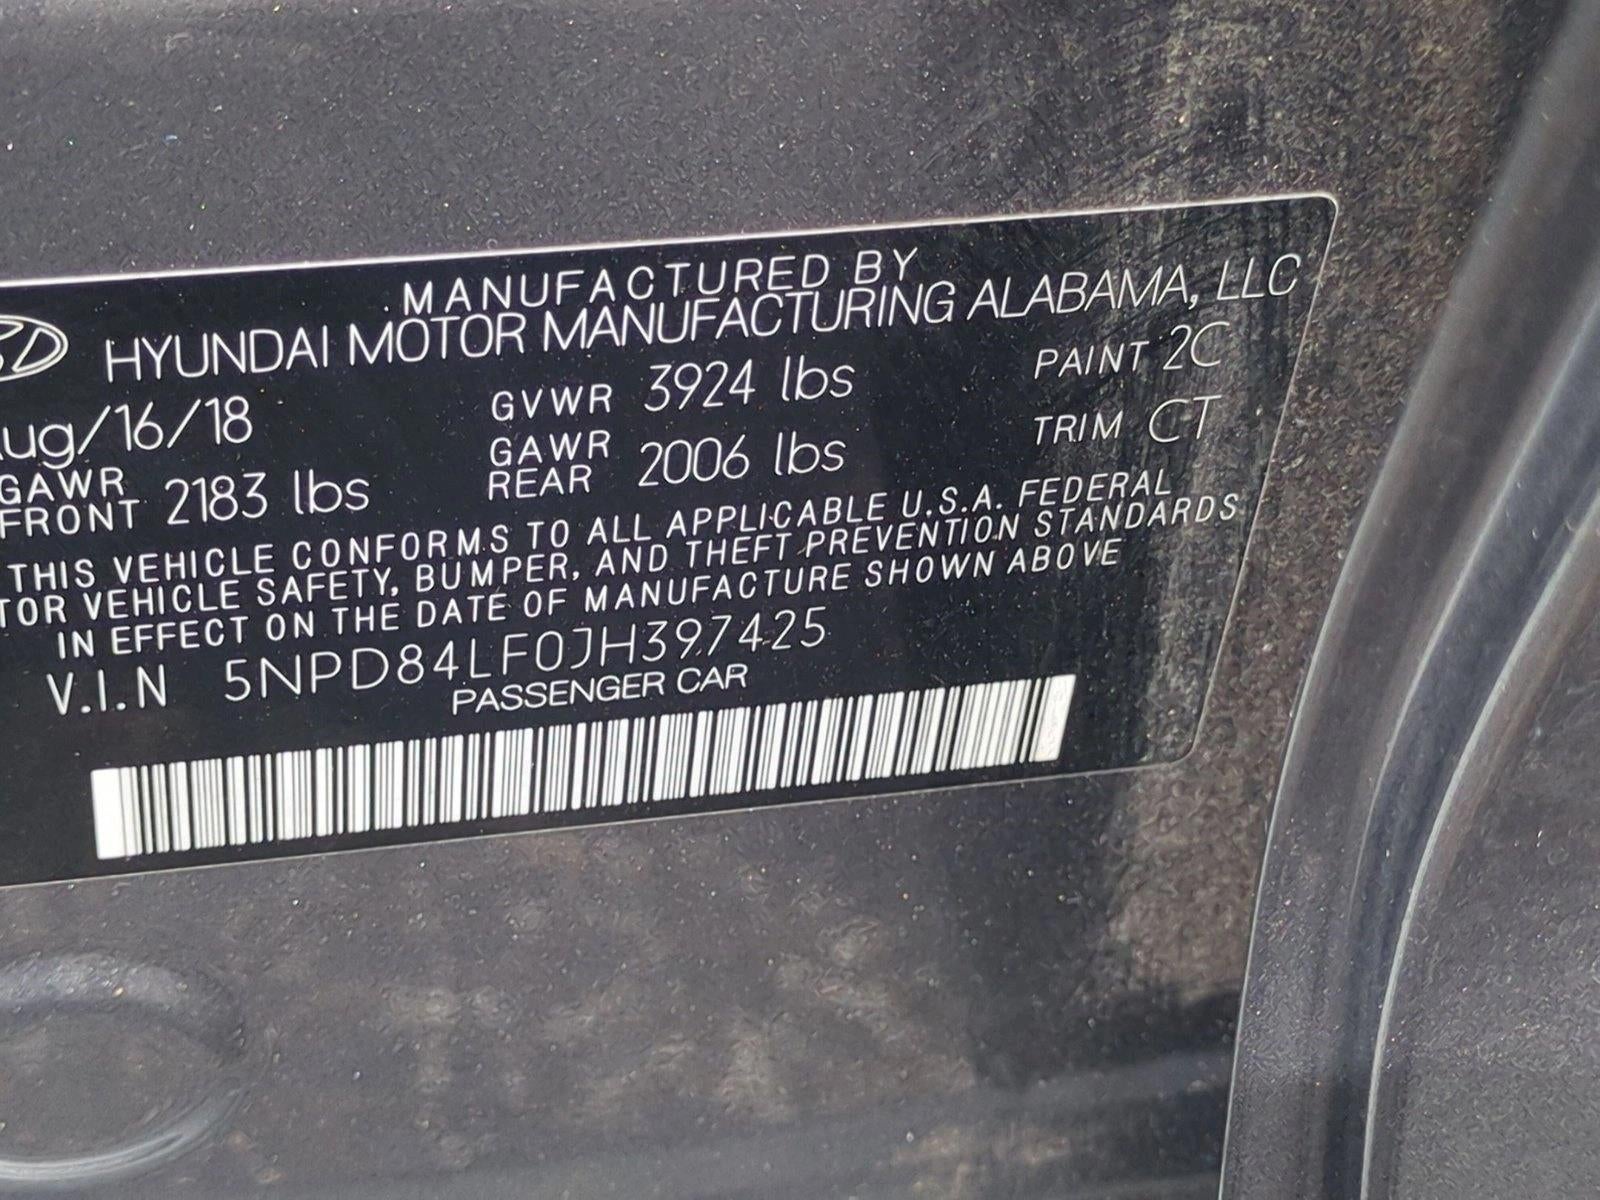 MANUFACTURED BY
HYUNDAI MOTOR MANUFACTURING ALABAMA, LLC
Aug/16/18 GVWR 3924 lbs PAINT 2C
GAWR FRONT 2183 lbs GAWR REAR 2006 lbs TRIM CT
THIS VEHICLE CONFORMS TO ALL APPLICABLE U.S.A. FEDERAL
TOR VEHICLE SAFETY, BUMPER, AND THEFT PREVENTION STANDARDS
IN EFFECT ON THE DATE OF MANUFACTURE SHOWN ABOVE
V.I.N 5NPD84LF0JH397425
PASSENGER CAR